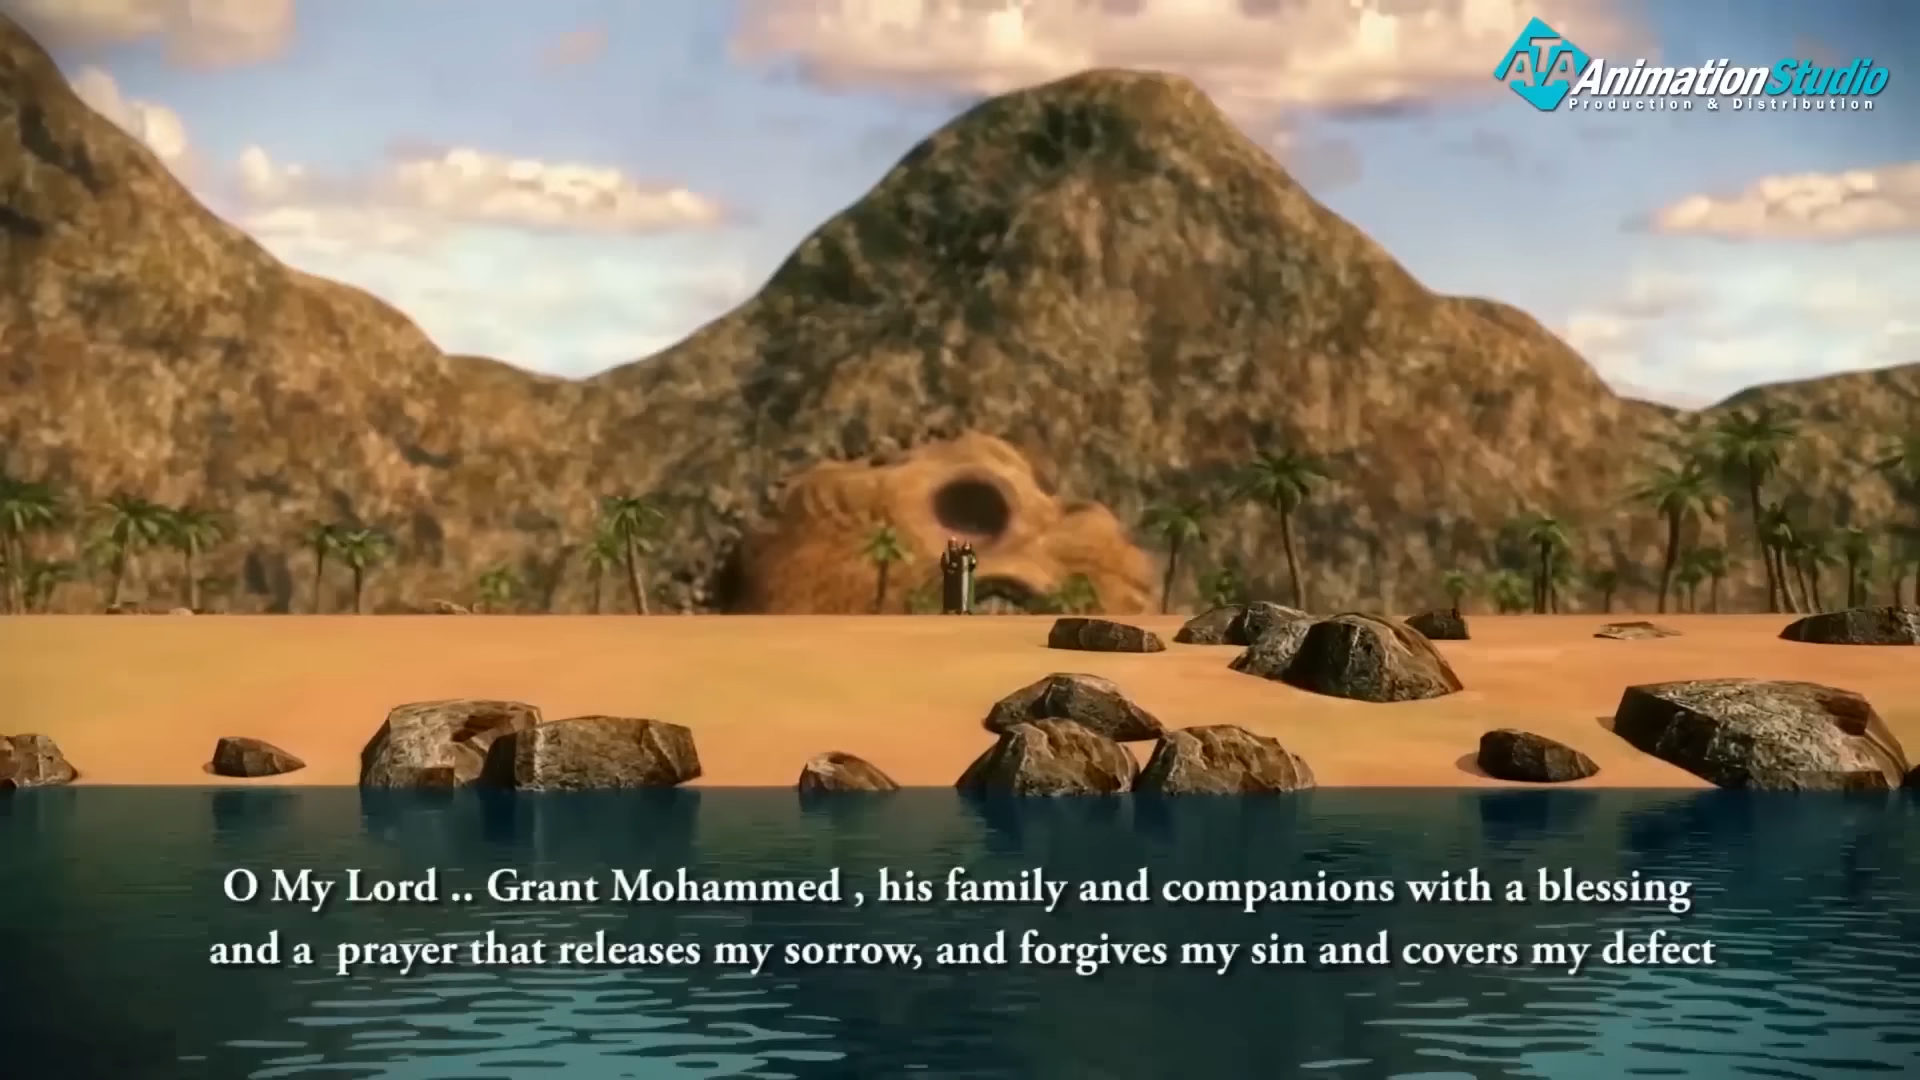 ATA AnimationStudio
Production & Distribution
O My Lord .. Grant Mohammed , his family and companions with a blessing
and a prayer that releases my sorrow, and forgives my sin and covers my defect